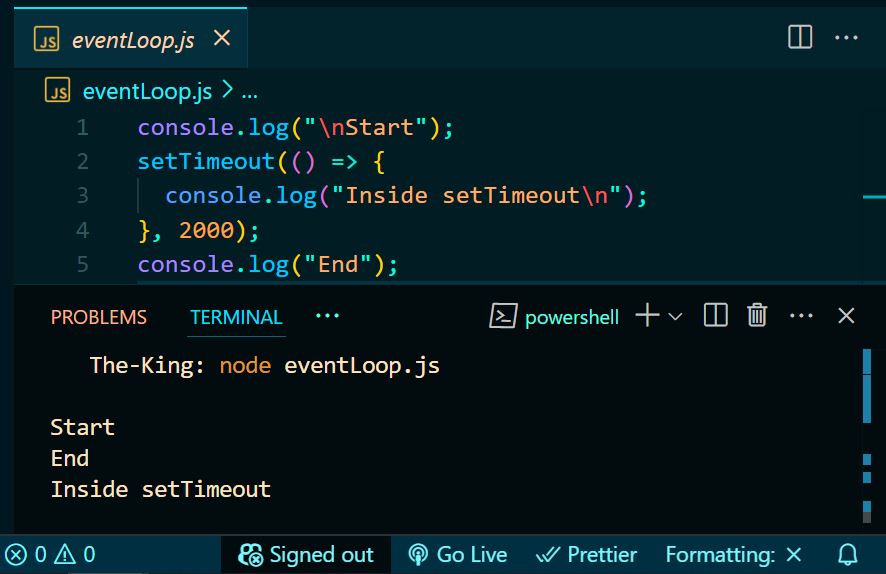 JS eventLoop.js
JS eventLoop.js > ...
1 console.log("\nStart");
2 setTimeout(() => {
3 console.log("Inside setTimeout\n");
4 }, 2000);
5 console.log("End");
PROBLEMS TERMINAL ... powershell
The-King: node eventLoop.js
Start
End
Inside setTimeout
0 0 Signed out Go Live Prettier Formatting: ×